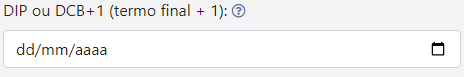 DIP ou DCB+1 (termo final + 1): ?
dd/mm/aaaa